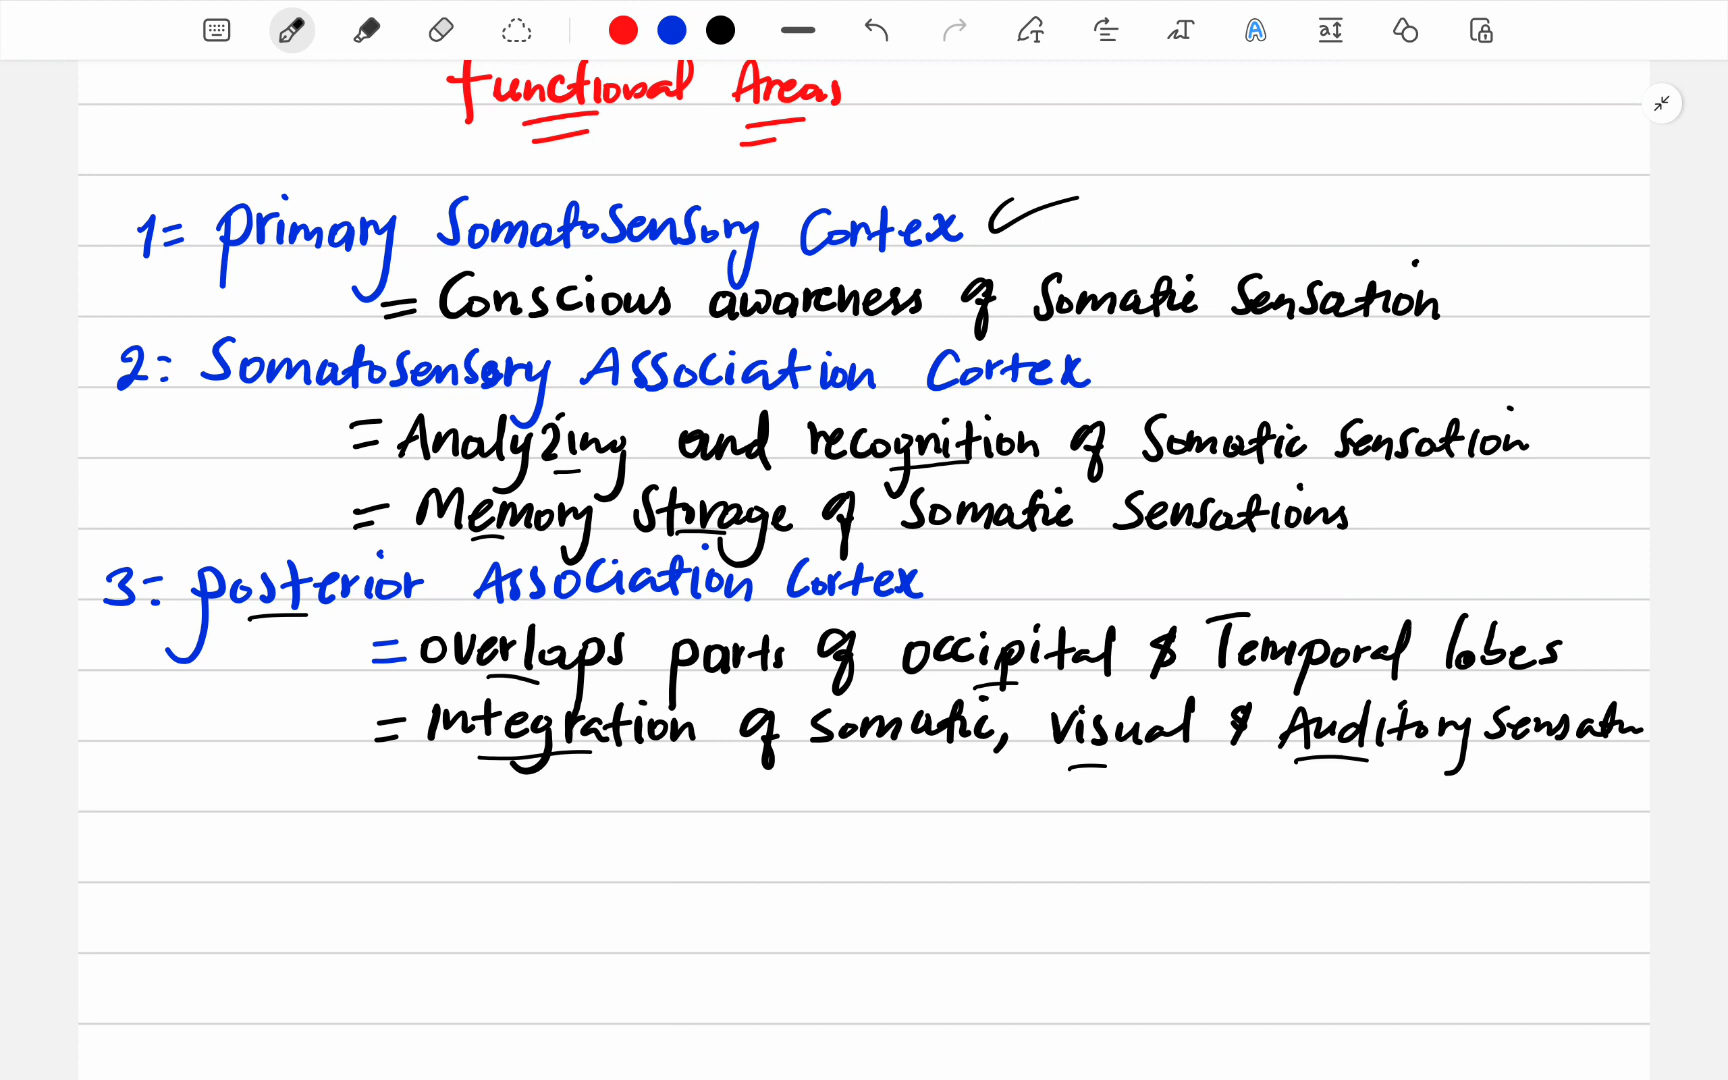 Functional Areas
1= Primary Somatosensory Cortex
= Conscious awareness of Somatic Sensation
2: Somatosensory Association Cortex
= Analyzing and recognition of Somatic Sensation
= Memory Storage of Somatic Sensations
3: Posterior Association Cortex
= overlaps parts of occipital & Temporal lobes
= Integration of somatic, visual & Auditory